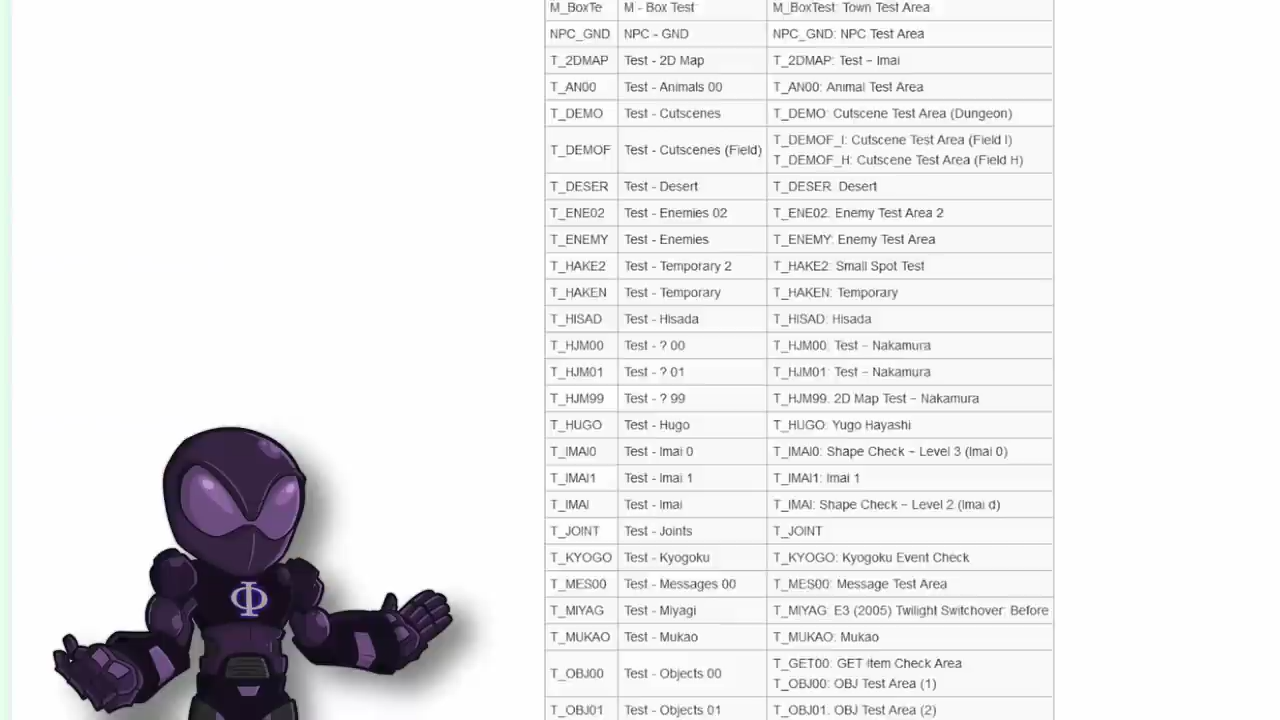 M_BoxTe M - Box Test M_BoxTest: Town Test Area
NPC_GND NPC - GND NPC_GND: NPC Test Area
T_2DMAP Test - 2D Map T_2DMAP: Test – Imai
T_AN00 Test - Animals 00 T_AN00: Animal Test Area
T_DEMO Test - Cutscenes T_DEMO: Cutscene Test Area (Dungeon)
T_DEMOF Test - Cutscenes (Field) T_DEMOF_I: Cutscene Test Area (Field I)
T_DEMOF_H: Cutscene Test Area (Field H)
T_DESER Test - Desert T_DESER: Desert
T_ENE02 Test - Enemies 02 T_ENE02: Enemy Test Area 2
T_ENEMY Test - Enemies T_ENEMY: Enemy Test Area
T_HAKE2 Test - Temporary 2 T_HAKE2: Small Spot Test
T_HAKEN Test - Temporary T_HAKEN: Temporary
T_HISAD Test - Hisada T_HISAD: Hisada
T_HJM00 Test - ? 00 T_HJM00: Test – Nakamura
T_HJM01 Test - ? 01 T_HJM01: Test – Nakamura
T_HJM99 Test - ? 99 T_HJM99: 2D Map Test – Nakamura
T_HUGO Test - Hugo T_HUGO: Yugo Hayashi
T_IMAI0 Test - Imai 0 T_IMAI0: Shape Check – Level 3 (Imai 0)
T_IMAI1 Test - Imai 1 T_IMAI1: Imai 1
T_IMAI Test - Imai T_IMAI: Shape Check – Level 2 (Imai d)
T_JOINT Test - Joints T_JOINT
T_KYOGO Test - Kyogoku T_KYOGO: Kyogoku Event Check
T_MES00 Test - Messages 00 T_MES00: Message Test Area
T_MIYAG Test - Miyagi T_MIYAG: E3 (2005) Twilight Switchover: Before
T_MUKAO Test - Mukao T_MUKAO: Mukao
T_OBJ00 Test - Objects 00 T_GET00: GET Item Check Area
T_OBJ00: OBJ Test Area (1)
T_OBJ01 Test - Objects 01 T_OBJ01: OBJ Test Area (2)
Φ